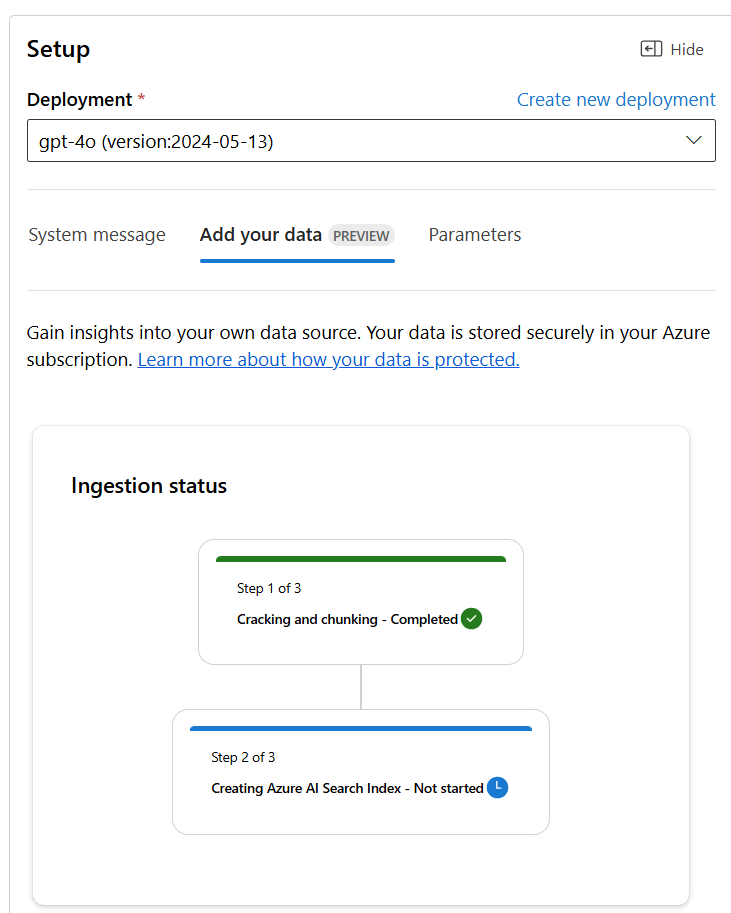 Setup
Hide
Deployment *
Create new deployment
gpt-4o (version:2024-05-13)
System message
Add your data PREVIEW
Parameters
Gain insights into your own data source. Your data is stored securely in your Azure
subscription. Learn more about how your data is protected.
Ingestion status
Step 1 of 3
Cracking and chunking - Completed
Step 2 of 3
Creating Azure AI Search Index - Not started